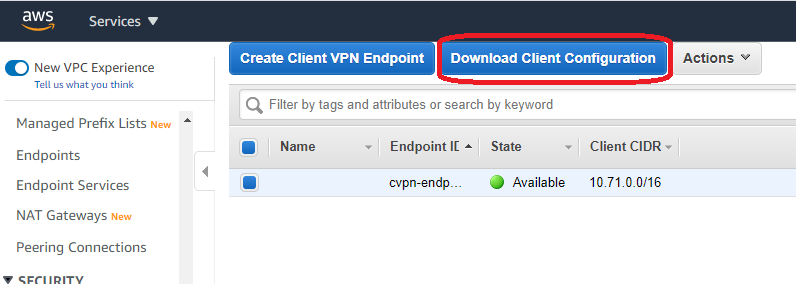 aws Services
Create Client VPN Endpoint Download Client Configuration Actions
New VPC Experience
Tell us what you think
Filter by tags and attributes or search by keyword
Managed Prefix Lists New
Endpoints
Endpoint Services
NAT Gateways New
Peering Connections
SECURITY
Name Endpoint ID State Client CIDR
cvpn-endp... Available 10.71.0.0/16